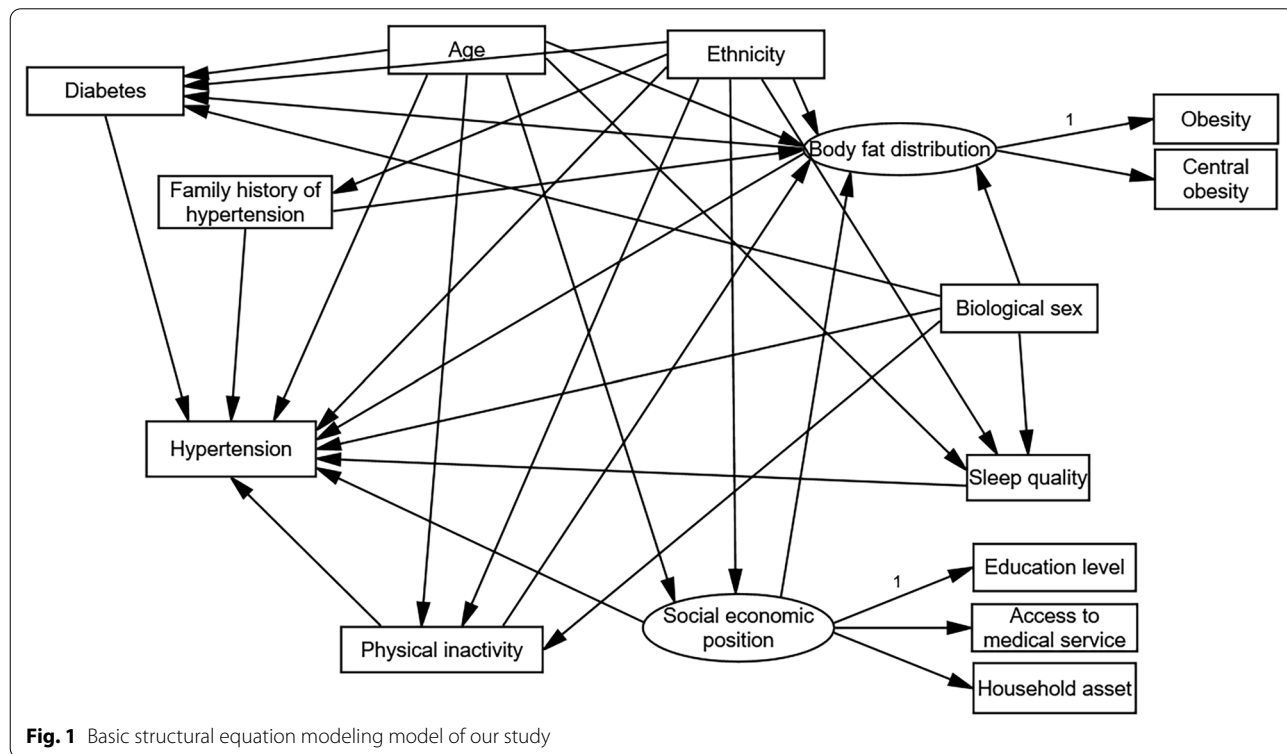 Age
Ethnicity
Diabetes
Obesity
1
Body fat distribution
Central
obesity
Family history of
hypertension
Biological sex
Hypertension
Sleep quality
Education level
1
Social economic
position
Access to
medical service
Physical inactivity
Household asset
Fig. 1 Basic structural equation modeling model of our study